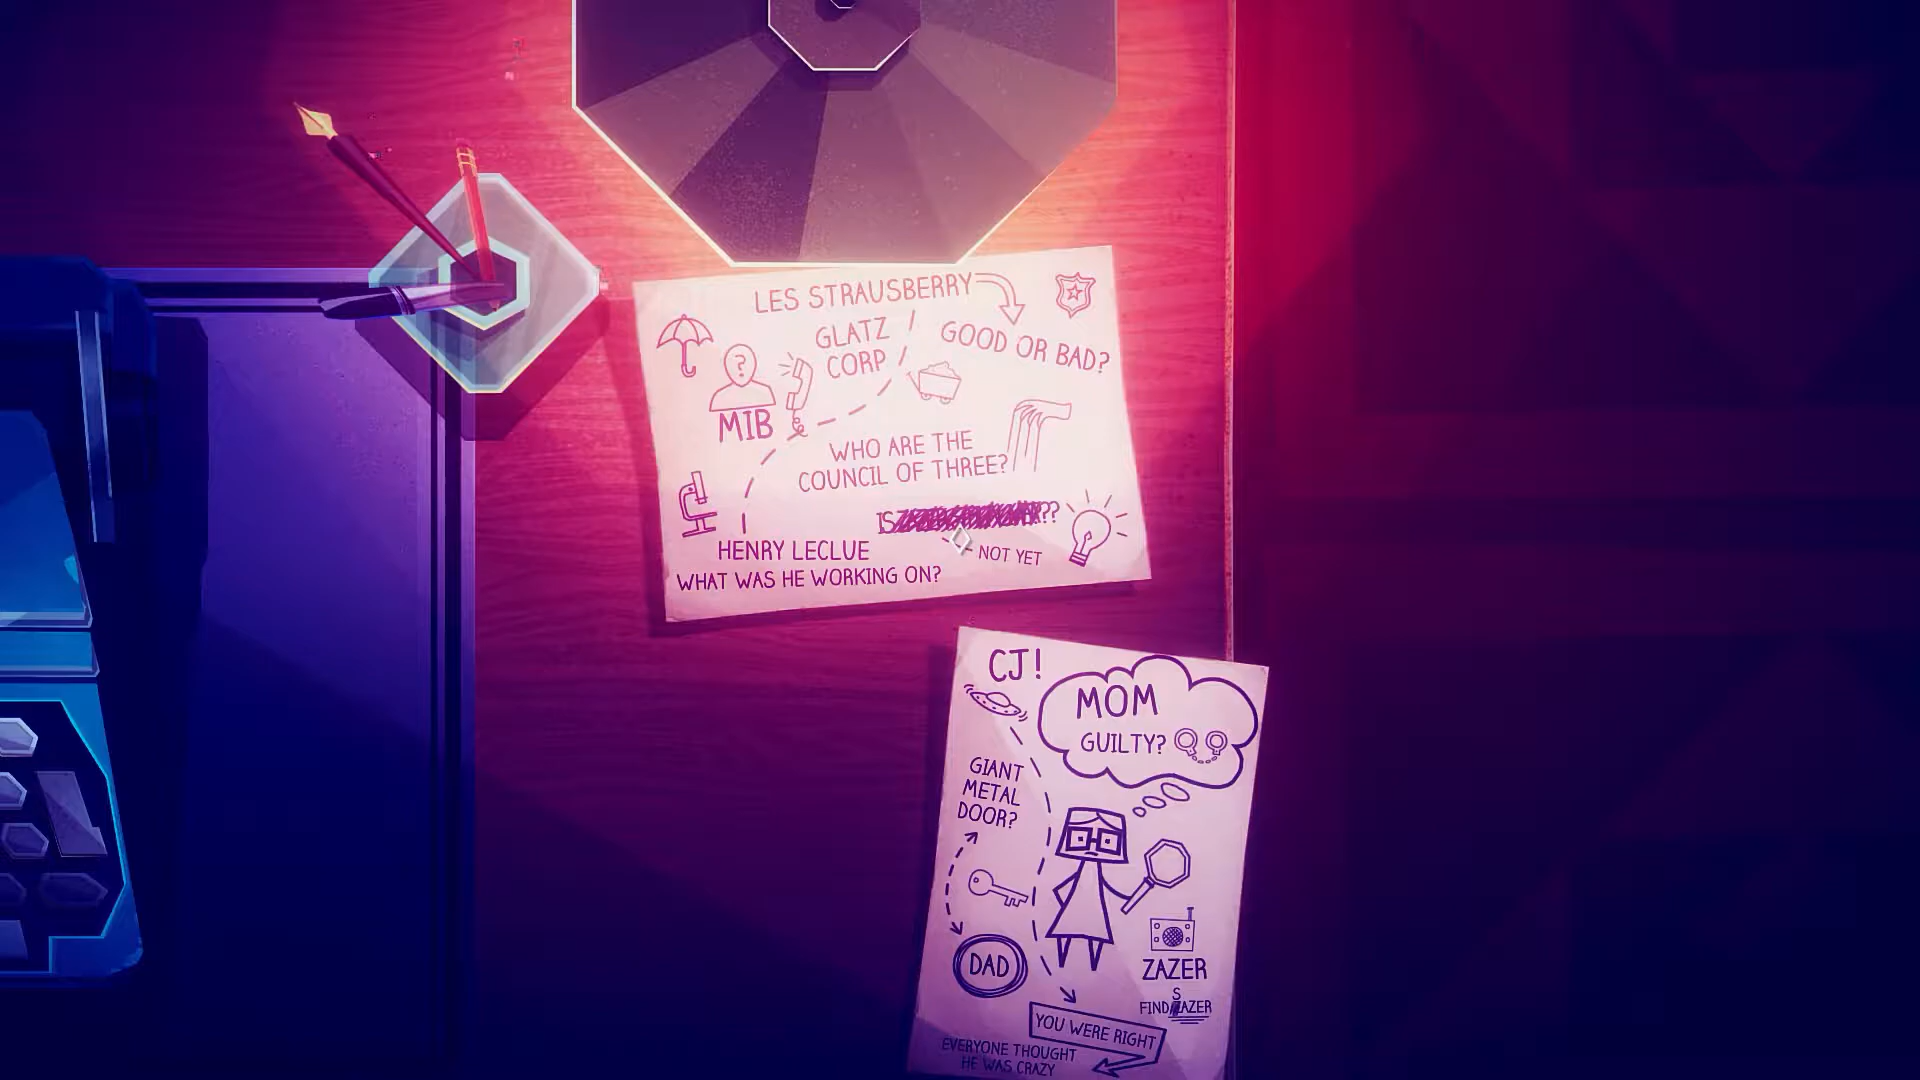 LES STRAUSBERRY
GLATZ
CORP
GOOD OR BAD?
?
MIB
WHO ARE THE
COUNCIL OF THREE?
IS ??
NOT YET
HENRY LECLUE
WHAT WAS HE WORKING ON?
CJ!
MOM
GUILTY?
GIANT
METAL
DOOR?
DAD
ZAZER
S
FIND ZAZER
YOU WERE RIGHT
EVERYONE THOUGHT
HE WAS CRAZY